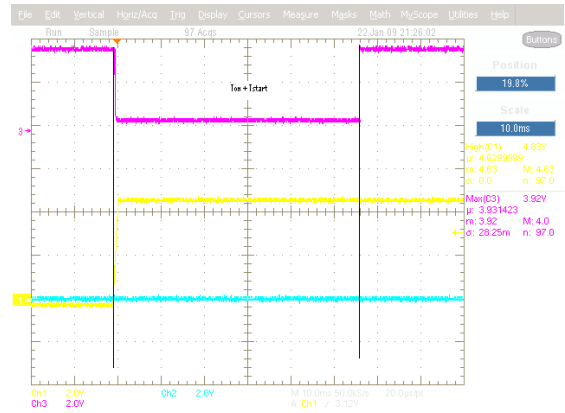 File Edit Vertical Horiz/Acq Trig Display Cursors Measure Masks Math MyScope Utilities Help
Run Sample 97 Acqs 22 Jan 09 21:26:02
Buttons
Position
19.8%
Scale
10.0ms
Ton + Tstart
3
High(C1) 4.63V
µ: 4.6299999
m: 4.63 M: 4.63
σ: 0.0 n: 97.0
Max(C3) 3.92V
µ: 3.931423
m: 3.92 M: 4.0
σ: 28.25m n: 97.0
1
Ch1 2.0V Ch2 2.0V M 10.0ms 50.0kS/s 20.0µs/pt
Ch3 2.0V A Ch1 / 3.12V